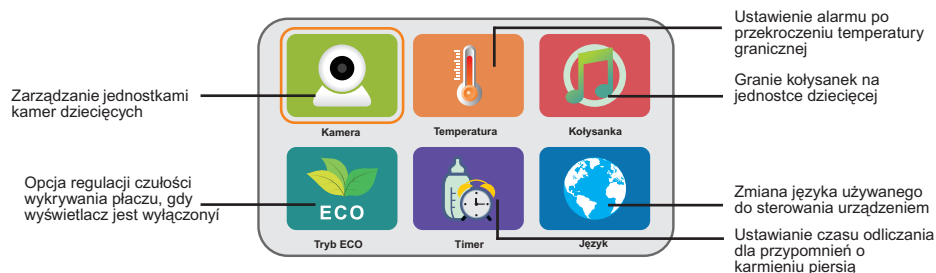 Ustawienie alarmu po
przekroczeniu temperatury
granicznej
Zarządzanie jednostkami
kamer dziecięcych
Granie kołysanek na
jednostce dziecięcej
Kamera
Temperatura
Kołysanka
Opcja regulacji czułości
wykrywania płaczu, gdy
wyświetlacz jest wyłączonyí
ECO
Zmiana języka używanego
do sterowania urządzeniem
Tryb ECO
Timer
Język
Ustawianie czasu odliczania
dla przypomnień o
karmieniu piersią